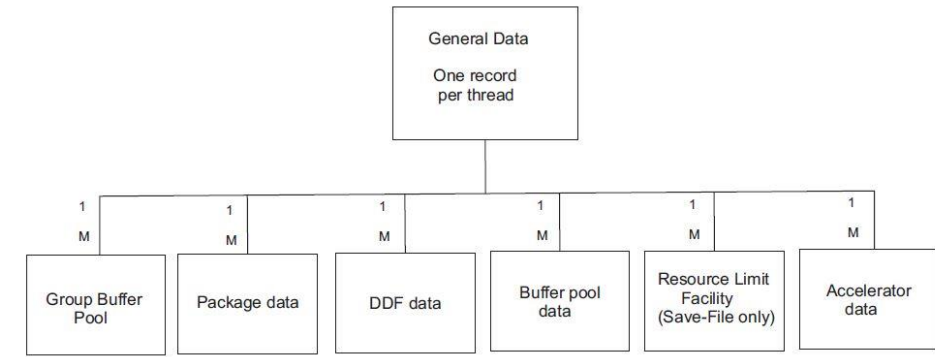 General Data
One record
per thread
1
1
1
1
1
1
M
M
M
M
M
M
Group Buffer
Pool
Package data
DDF data
Buffer pool
data
Resource Limit
Facility
(Save-File only)
Accelerator
data